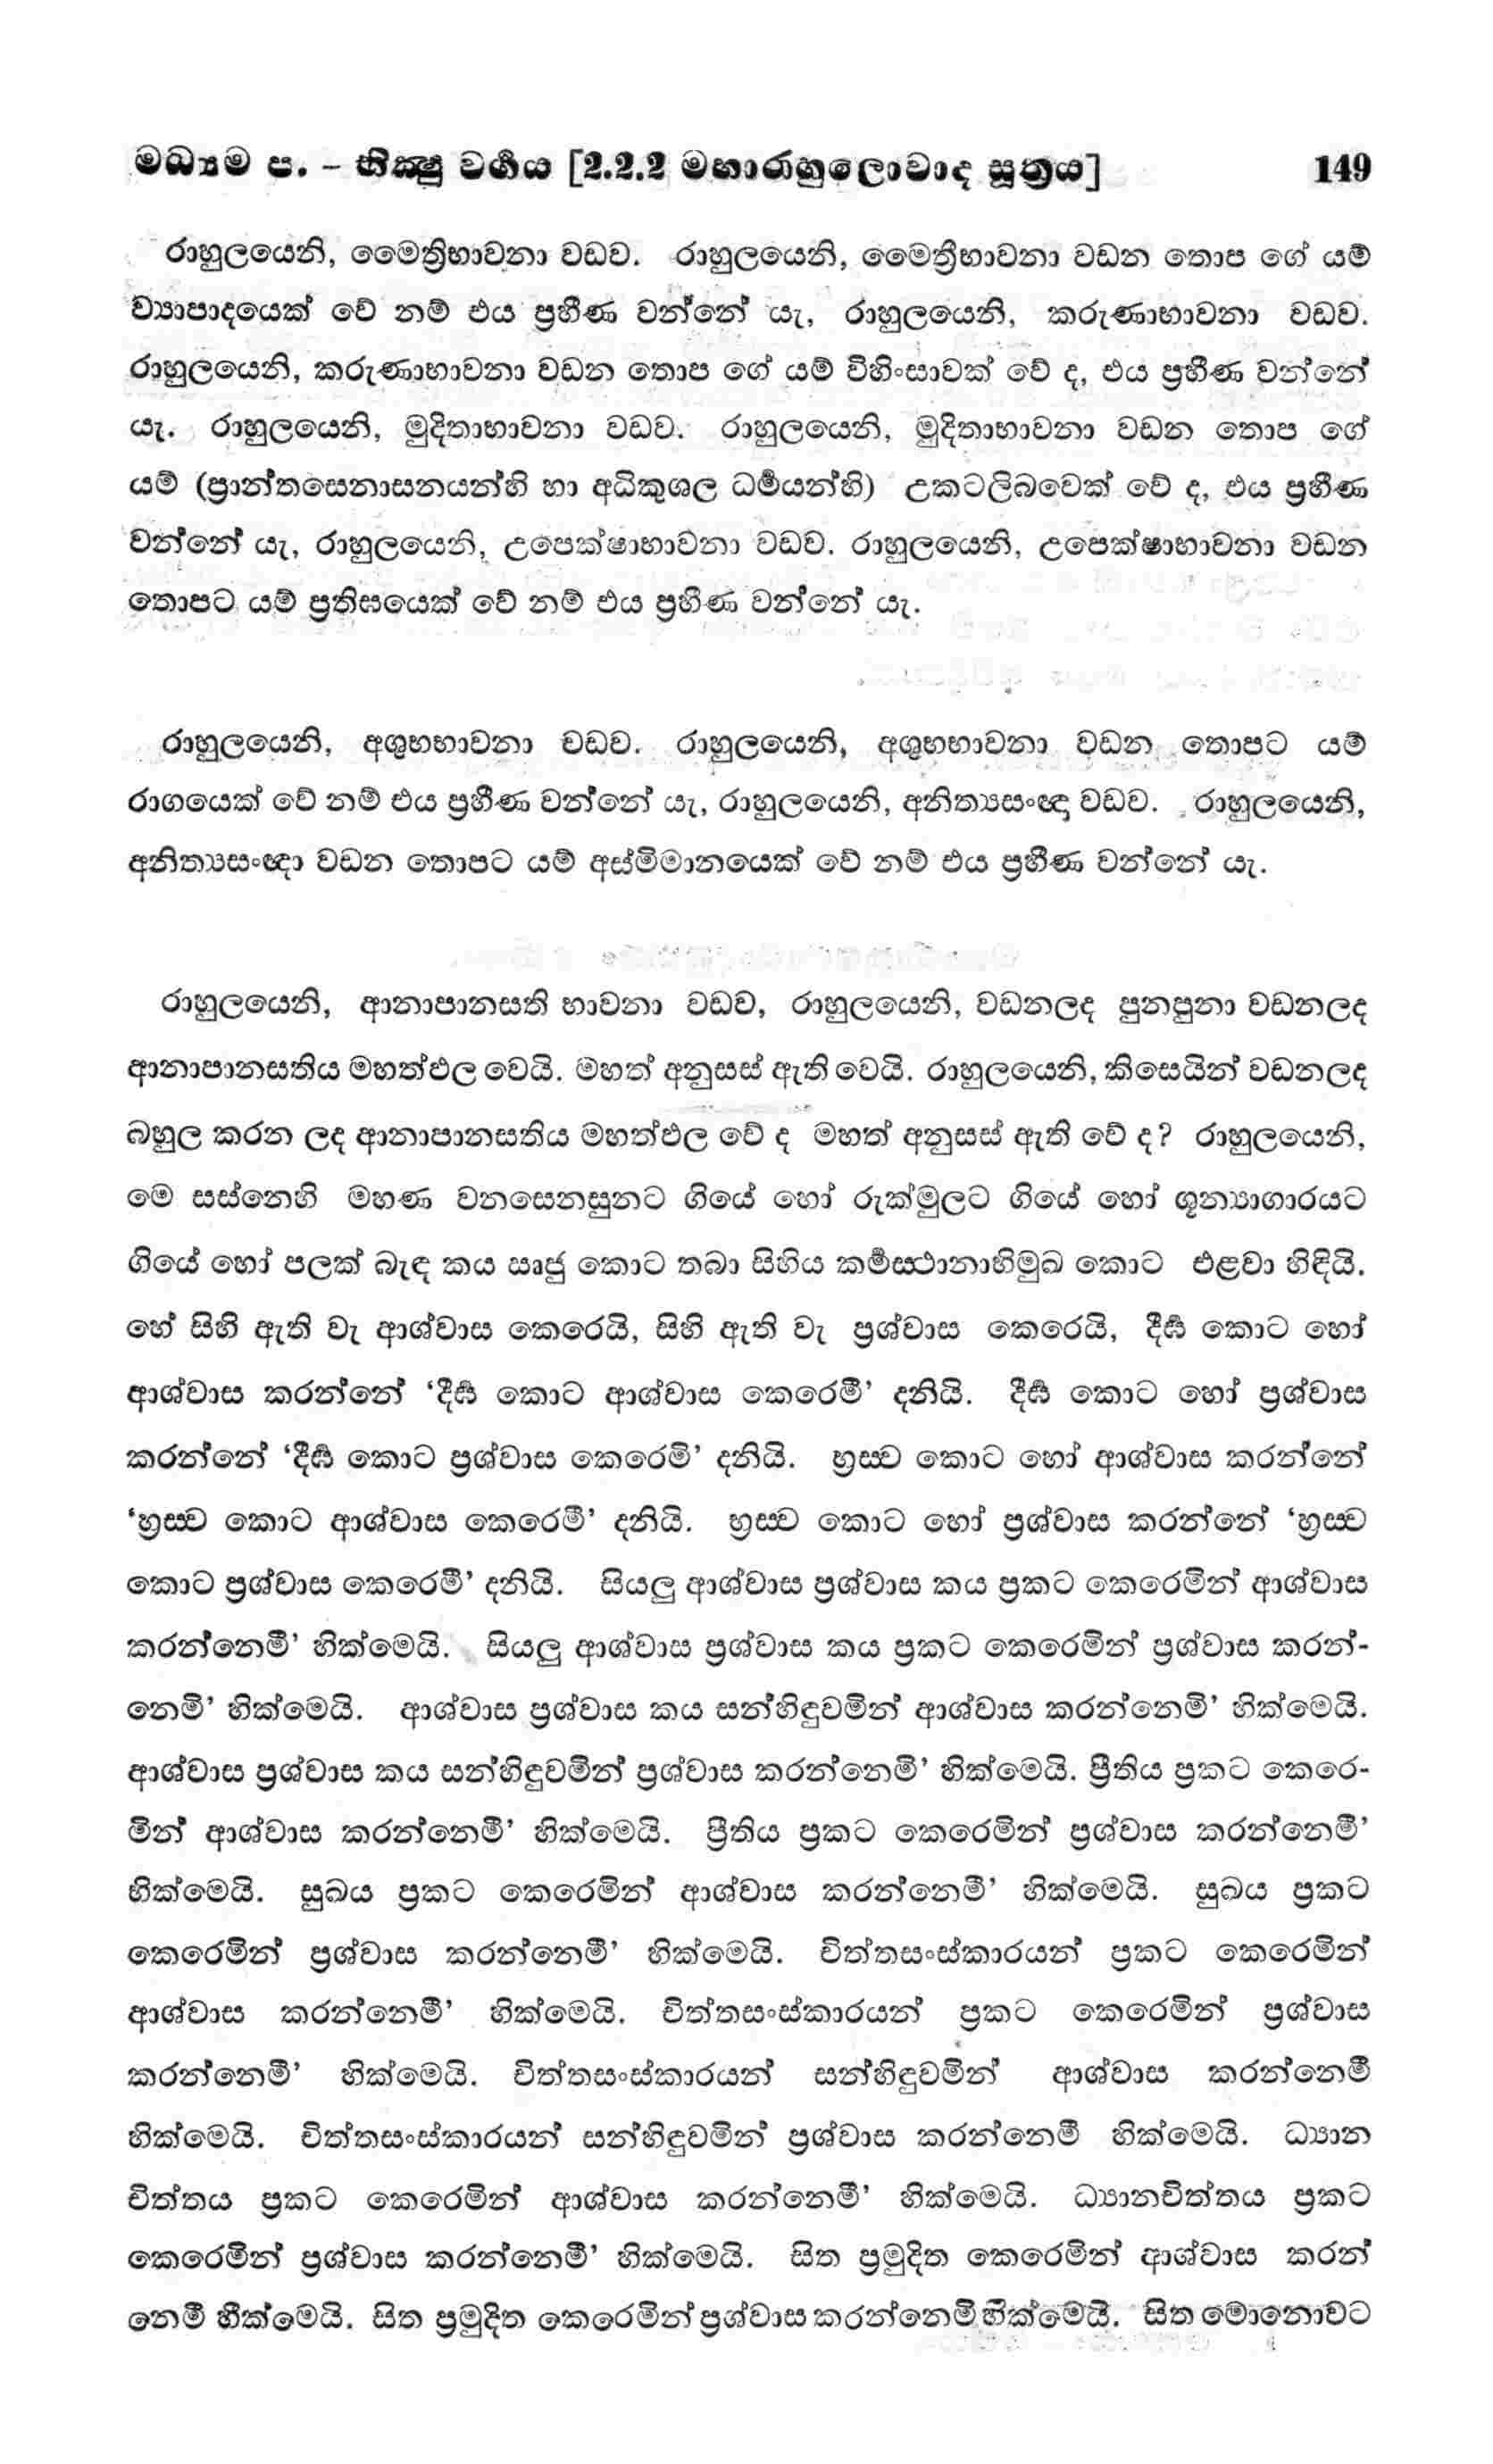 මධ්‍යම ප. - භික්‍ෂු වර්‍ගය [2.2.2 මහාරාහුලොවාද සූත්‍රය] 149
රාහුලයෙනි, මෛත්‍රිභාවනා වඩව. රාහුලයෙනි, මෛත්‍රීභාවනා වඩන තොප ගේ යම්
ව්‍යාපාදයෙක් වේ නම් එය ප්‍රහීණ වන්නේ යැ, රාහුලයෙනි, කරුණාභාවනා වඩව.
රාහුලයෙනි, කරුණාභාවනා වඩන තොප ගේ යම් විහිංසාවක් වේ ද, එය ප්‍රහීණ වන්නේ
යැ. රාහුලයෙනි, මුදිතාභාවනා වඩව. රාහුලයෙනි, මුදිතාභාවනා වඩන තොප ගේ
යම් (ප්‍රාන්තසෙනාසනයන්හි හා අධිකුශල ධර්‍මයන්හි) උකටලිබවෙක් වේ ද, එය ප්‍රහීණ
වන්නේ යැ, රාහුලයෙනි, උපෙක්ෂාභාවනා වඩව. රාහුලයෙනි, උපෙක්ෂාභාවනා වඩන
තොපට යම් ප්‍රතිඝයෙක් වේ නම් එය ප්‍රහීණ වන්නේ යැ.
රාහුලයෙනි, අශුභභාවනා වඩව. රාහුලයෙනි, අශුභභාවනා වඩන තොපට යම්
රාගයෙක් වේ නම් එය ප්‍රහීණ වන්නේ යැ, රාහුලයෙනි, අනිත්‍යසංඥා වඩව. රාහුලයෙනි,
අනිත්‍යසංඥා වඩන තොපට යම් අස්මිමානයෙක් වේ නම් එය ප්‍රහීණ වන්නේ යැ.
රාහුලයෙනි, ආනාපානසති භාවනා වඩව, රාහුලයෙනි, වඩනලද පුනපුනා වඩනලද
ආනාපානසතිය මහත්ඵල වෙයි. මහත් අනුසස් ඇති වෙයි. රාහුලයෙනි, කිසෙයින් වඩනලද
බහුල කරන ලද ආනාපානසතිය මහත්ඵල වේ ද මහත් අනුසස් ඇති වේ ද? රාහුලයෙනි,
මෙ සස්නෙහි මහණ වනසෙනසුනට ගියේ හෝ රුක්මුලට ගියේ හෝ ශූන්‍යාගාරයට
ගියේ හෝ පලක් බැඳ කය සෘජු කොට තබා සිහිය කර්‍මස්ථානාභිමුඛ කොට එළවා හිඳියි.
හේ සිහි ඇති වැ ආශ්වාස කෙරෙයි, සිහි ඇති වැ ප්‍රශ්වාස කෙරෙයි, දීර්‍ඝ කොට හෝ
ආශ්වාස කරන්නේ ‘දීර්‍ඝ කොට ආශ්වාස කෙරෙමී’ දනියි. දීර්‍ඝ කොට හෝ ප්‍රශ්වාස
කරන්නේ ‘දීර්‍ඝ කොට ප්‍රශ්වාස කෙරෙමි’ දනියි. හ්‍රස්ව කොට හෝ ආශ්වාස කරන්නේ
‘හ්‍රස්ව කොට ආශ්වාස කෙරෙමී’ දනියි. හ්‍රස්ව කොට හෝ ප්‍රශ්වාස කරන්නේ ‘හ්‍රස්ව
කොට ප්‍රශ්වාස කෙරෙමී’ දනියි. සියලු ආශ්වාස ප්‍රශ්වාස කය ප්‍රකට කෙරෙමින් ආශ්වාස
කරන්නෙමී’ හික්මෙයි. සියලු ආශ්වාස ප්‍රශ්වාස කය ප්‍රකට කෙරෙමින් ප්‍රශ්වාස කරන්-
නෙමි’ හික්මෙයි. ආශ්වාස ප්‍රශ්වාස කය සන්හිඳුවමින් ආශ්වාස කරන්නෙමි’ හික්මෙයි.
ආශ්වාස ප්‍රශ්වාස කය සන්හිඳුවමින් ප්‍රශ්වාස කරන්නෙමි’ හික්මෙයි. ප්‍රීතිය ප්‍රකට කෙරෙ-
මින් ආශ්වාස කරන්නෙමී’ හික්මෙයි. ප්‍රීතිය ප්‍රකට කෙරෙමින් ප්‍රශ්වාස කරන්නෙමී’
හික්මෙයි. සුඛය ප්‍රකට කෙරෙමින් ආශ්වාස කරන්නෙමී’ හික්මෙයි. සුඛය ප්‍රකට
කෙරෙමින් ප්‍රශ්වාස කරන්නෙමී’ හික්මෙයි. චිත්තසංස්කාරයන් ප්‍රකට කෙරෙමින්
ආශ්වාස කරන්නෙමී’ හික්මෙයි. චිත්තසංස්කාරයන් ප්‍රකට කෙරෙමින් ප්‍රශ්වාස
කරන්නෙමී’ හික්මෙයි. චිත්තසංස්කාරයන් සන්හිඳුවමින් ආශ්වාස කරන්නෙමී
හික්මෙයි. චිත්තසංස්කාරයන් සන්හිඳුවමින් ප්‍රශ්වාස කරන්නෙමී හික්මෙයි. ධ්‍යාන
චිත්තය ප්‍රකට කෙරෙමින් ආශ්වාස කරන්නෙමී’ හික්මෙයි. ධ්‍යානචිත්තය ප්‍රකට
කෙරෙමින් ප්‍රශ්වාස කරන්නෙමී’ හික්මෙයි. සිත ප්‍රමුදිත කෙරෙමින් ආශ්වාස කරන්
නෙමී හික්මෙයි. සිත ප්‍රමුදිත කෙරෙමින් ප්‍රශ්වාස කරන්නෙමි හික්මෙයි. සිත මොනොවට